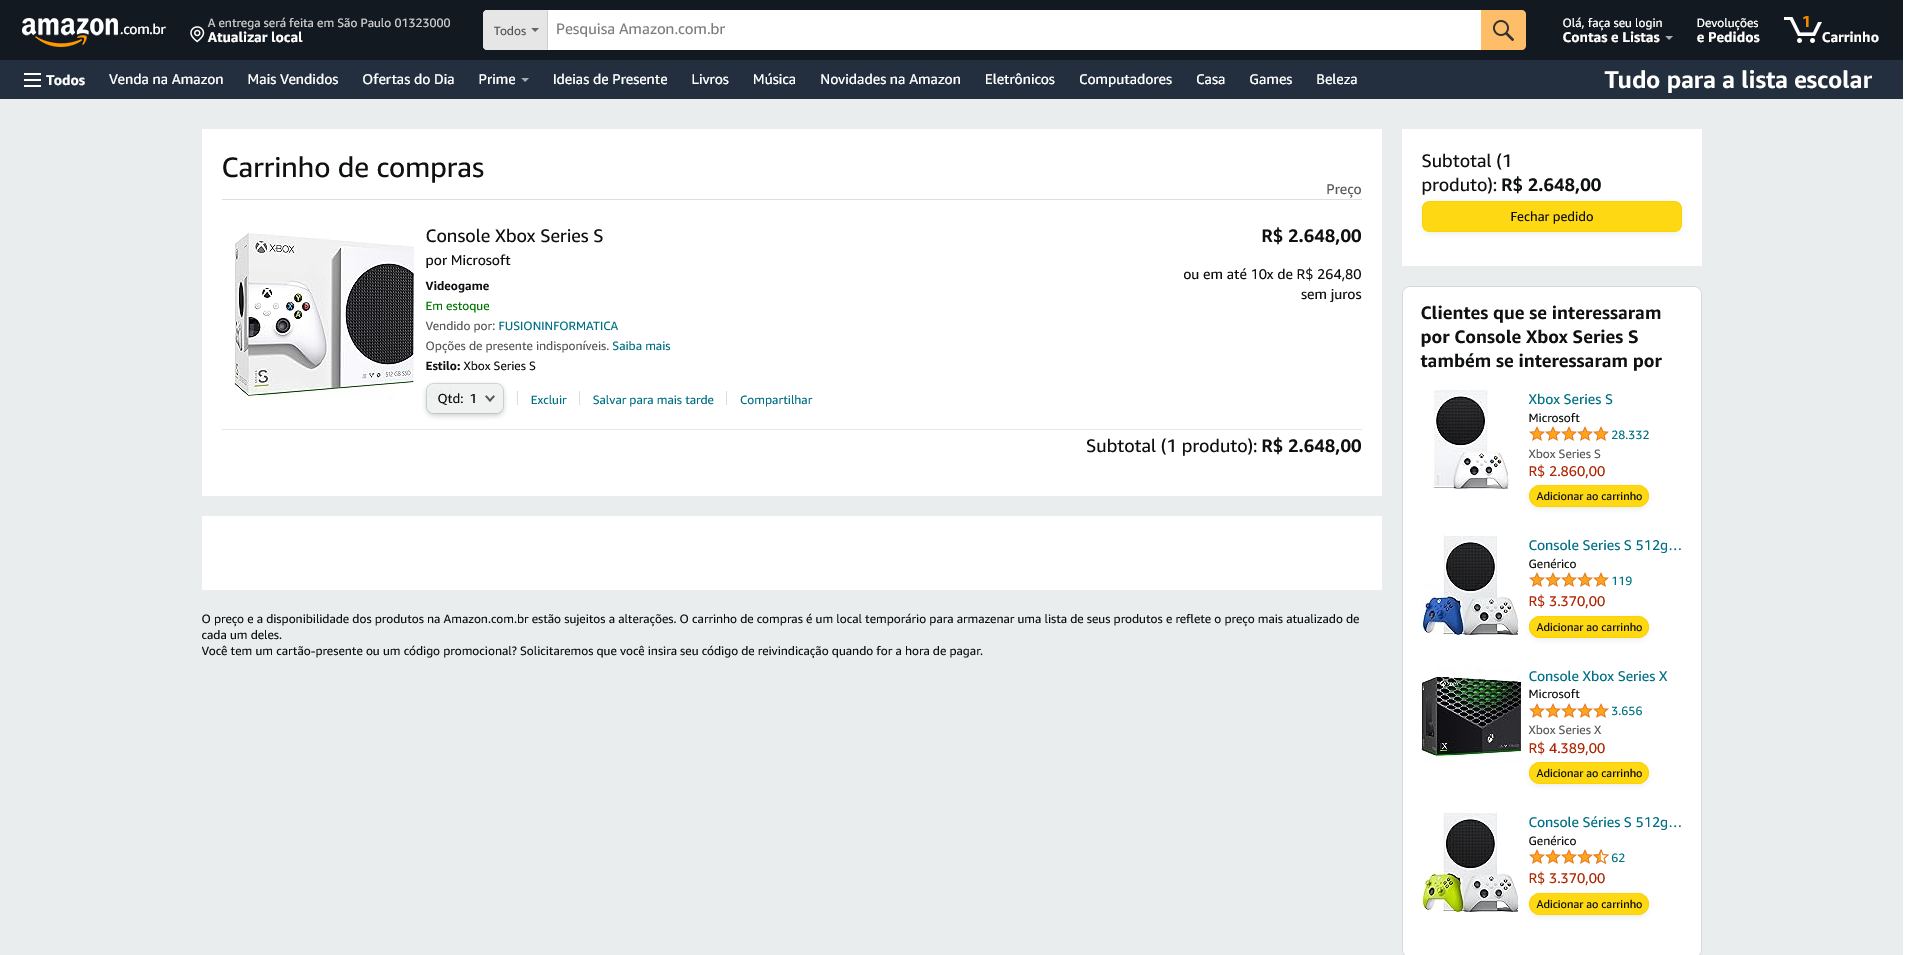 amazon.com.br
A entrega será feita em São Paulo 01323000
Atualizar local
Todos
Pesquisa Amazon.com.br
Olá, faça seu login
Contas e Listas
Devoluções
e Pedidos
1
Carrinho
Todos
Venda na Amazon
Mais Vendidos
Ofertas do Dia
Prime
Ideias de Presente
Livros
Música
Novidades na Amazon
Eletrônicos
Computadores
Casa
Games
Beleza
Tudo para a lista escolar
Carrinho de compras
Preço
XBOX
S
512 GB SSD
Console Xbox Series S
por Microsoft
Videogame
Em estoque
Vendido por: FUSIONINFORMATICA
Opções de presente indisponíveis. Saiba mais
Estilo: Xbox Series S
Qtd: 1
Excluir
Salvar para mais tarde
Compartilhar
R$ 2.648,00
ou em até 10x de R$ 264,80
sem juros
Subtotal (1 produto): R$ 2.648,00
O preço e a disponibilidade dos produtos na Amazon.com.br estão sujeitos a alterações. O carrinho de compras é um local temporário para armazenar uma lista de seus produtos e reflete o preço mais atualizado de
cada um deles.
Você tem um cartão-presente ou um código promocional? Solicitaremos que você insira seu código de reivindicação quando for a hora de pagar.
Subtotal (1
produto): R$ 2.648,00
Fechar pedido
Clientes que se interessaram
por Console Xbox Series S
também se interessaram por
Xbox Series S
Microsoft
28.332
Xbox Series S
R$ 2.860,00
Adicionar ao carrinho
Console Series S 512g…
Genérico
119
R$ 3.370,00
Adicionar ao carrinho
Console Xbox Series X
Microsoft
3.656
Xbox Series X
R$ 4.389,00
Adicionar ao carrinho
Console Séries S 512g…
Genérico
62
R$ 3.370,00
Adicionar ao carrinho